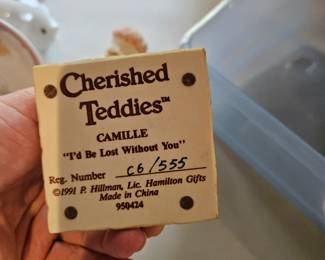 Cherished
Teddies™
CAMILLE
"I'd Be Lost Without You"
Reg. Number C6/555
©1991 P. Hillman, Lic. Hamilton Gifts
Made in China
950424